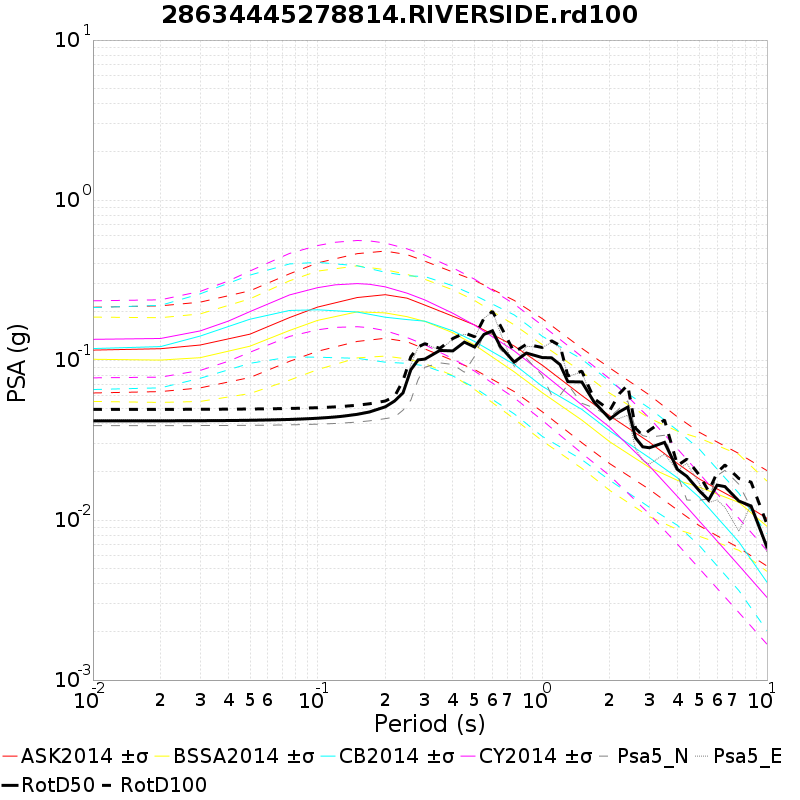 28634445278814.RIVERSIDE.rd100
10^1
10^0
10^-1
10^-2
10^-3
PSA (g)
10^-2 2 3 4 5 6 10^-1 2 3 4 5 6 7 10^0 2 3 4 5 6 7 10^1
Period (s)
ASK2014 ±σ BSSA2014 ±σ CB2014 ±σ CY2014 ±σ Psa5_N Psa5_E
RotD50 RotD100